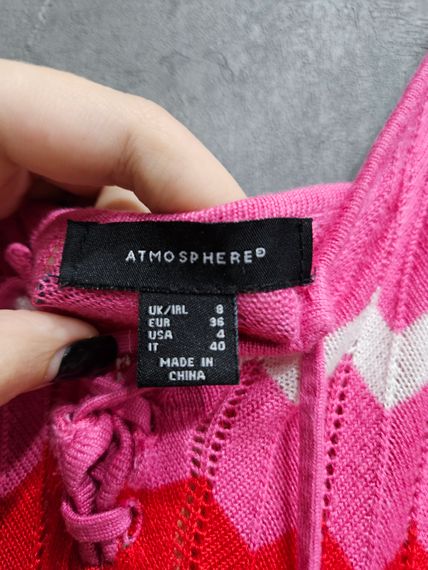 ATMOSPHERE
UK/IRL 8
EUR 36
USA 4
IT 40
MADE IN
CHINA